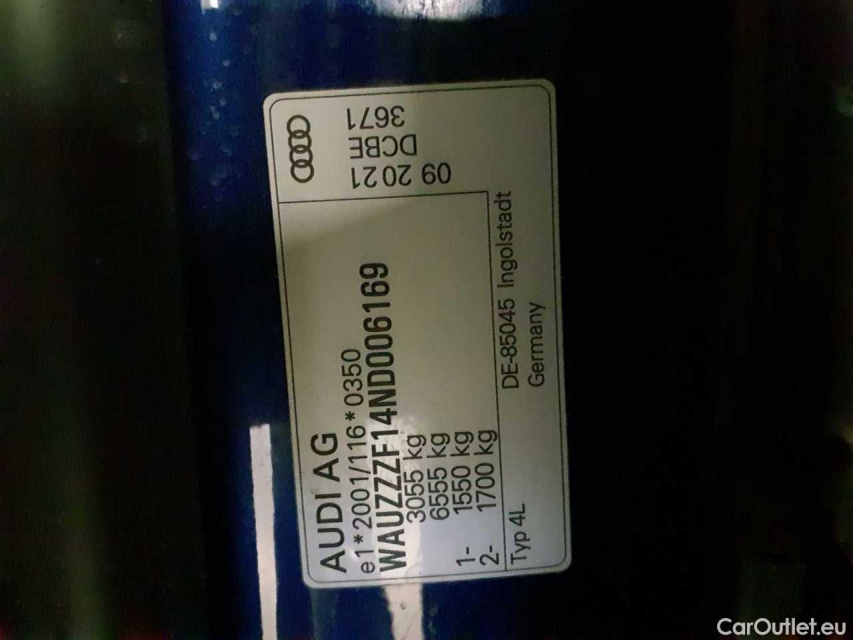 AUDI AG
e1*2001/116*0350
WAUZZZF14ND006169
3055 kg
6555 kg
1- 1550 kg
2- 1700 kg
Typ 4L
DE-85045 Ingolstadt
Germany
09 2021
DCBE
3671
CarOutlet.eu